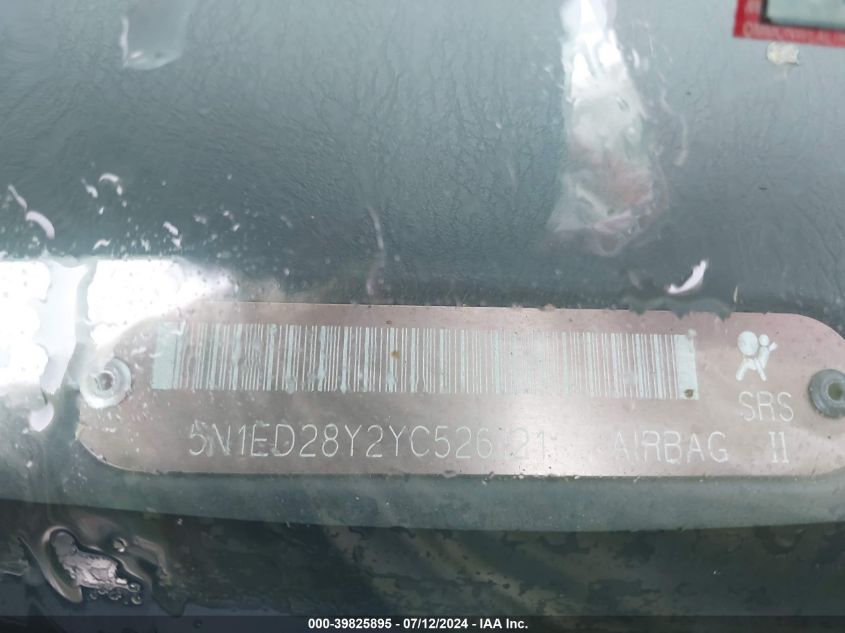 SRS
5N1ED28Y2YC526121 AIRBAG II
000-39825895 - 07/12/2024 - IAA Inc.